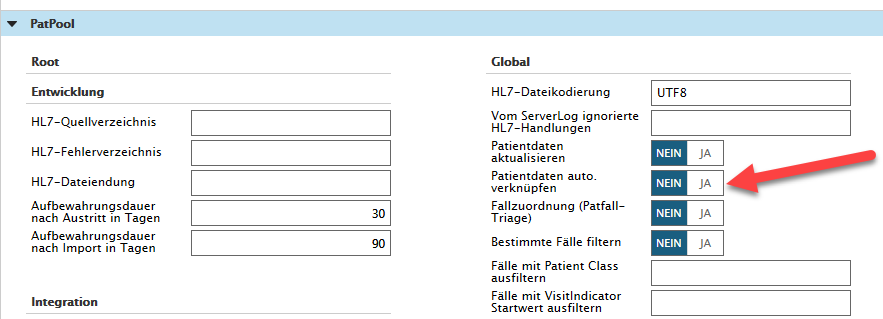 PatPool
Root
Entwicklung
HL7-Quellverzeichnis
HL7-Fehlerverzeichnis
HL7-Dateiendung
Aufbewahrungsdauer
nach Austritt in Tagen
30
Aufbewahrungsdauer
nach Import in Tagen
90
Integration
Global
HL7-Dateikodierung
UTF8
Vom ServerLog ignorierte
HL7-Handlungen
Patientdaten
aktualisieren
NEIN JA
Patientdaten auto.
verknüpfen
NEIN JA
Fallzuordnung (Patfall-
Triage)
NEIN JA
Bestimmte Fälle filtern
NEIN JA
Fälle mit Patient Class
ausfiltern
Fälle mit VisitIndicator
Startwert ausfiltern